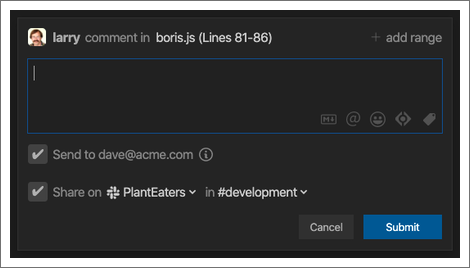 larry comment in boris.js (Lines 81-86) + add range
Send to dave@acme.com
Share on PlantEaters in #development
Cancel Submit